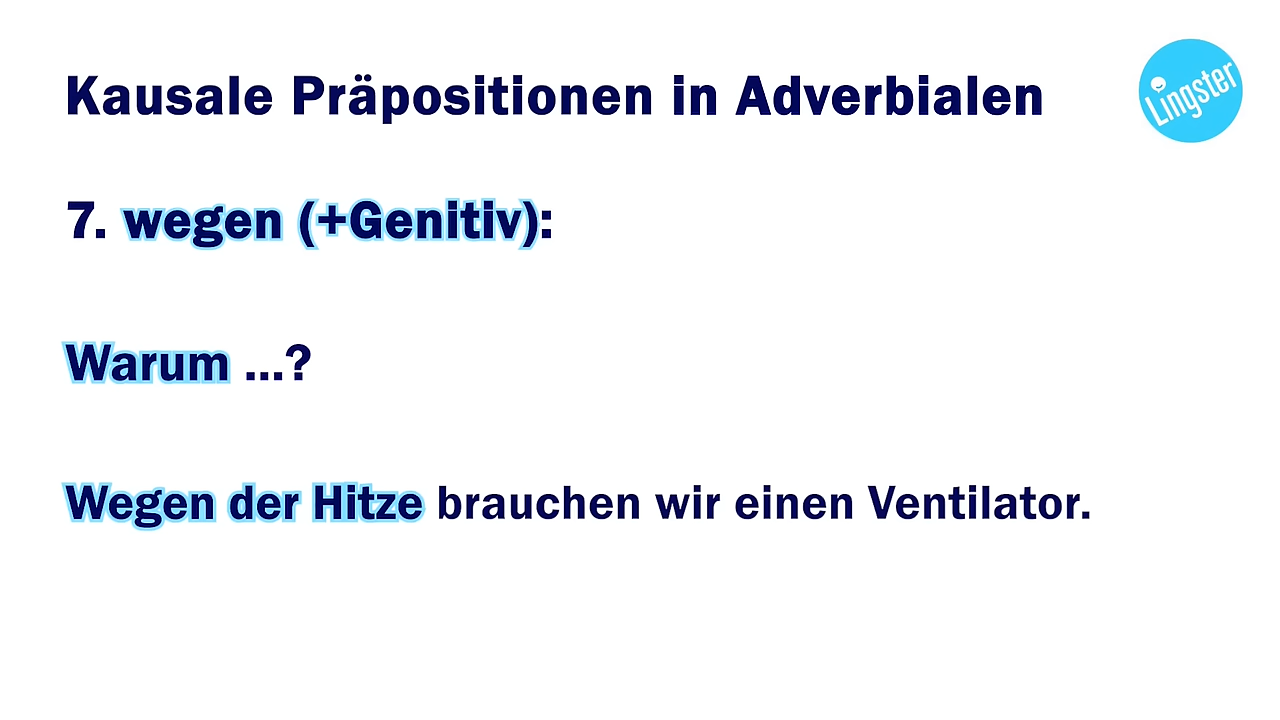 Kausale Präpositionen in Adverbialen
Lingster
7. wegen (+Genitiv):
Warum ...?
Wegen der Hitze brauchen wir einen Ventilator.